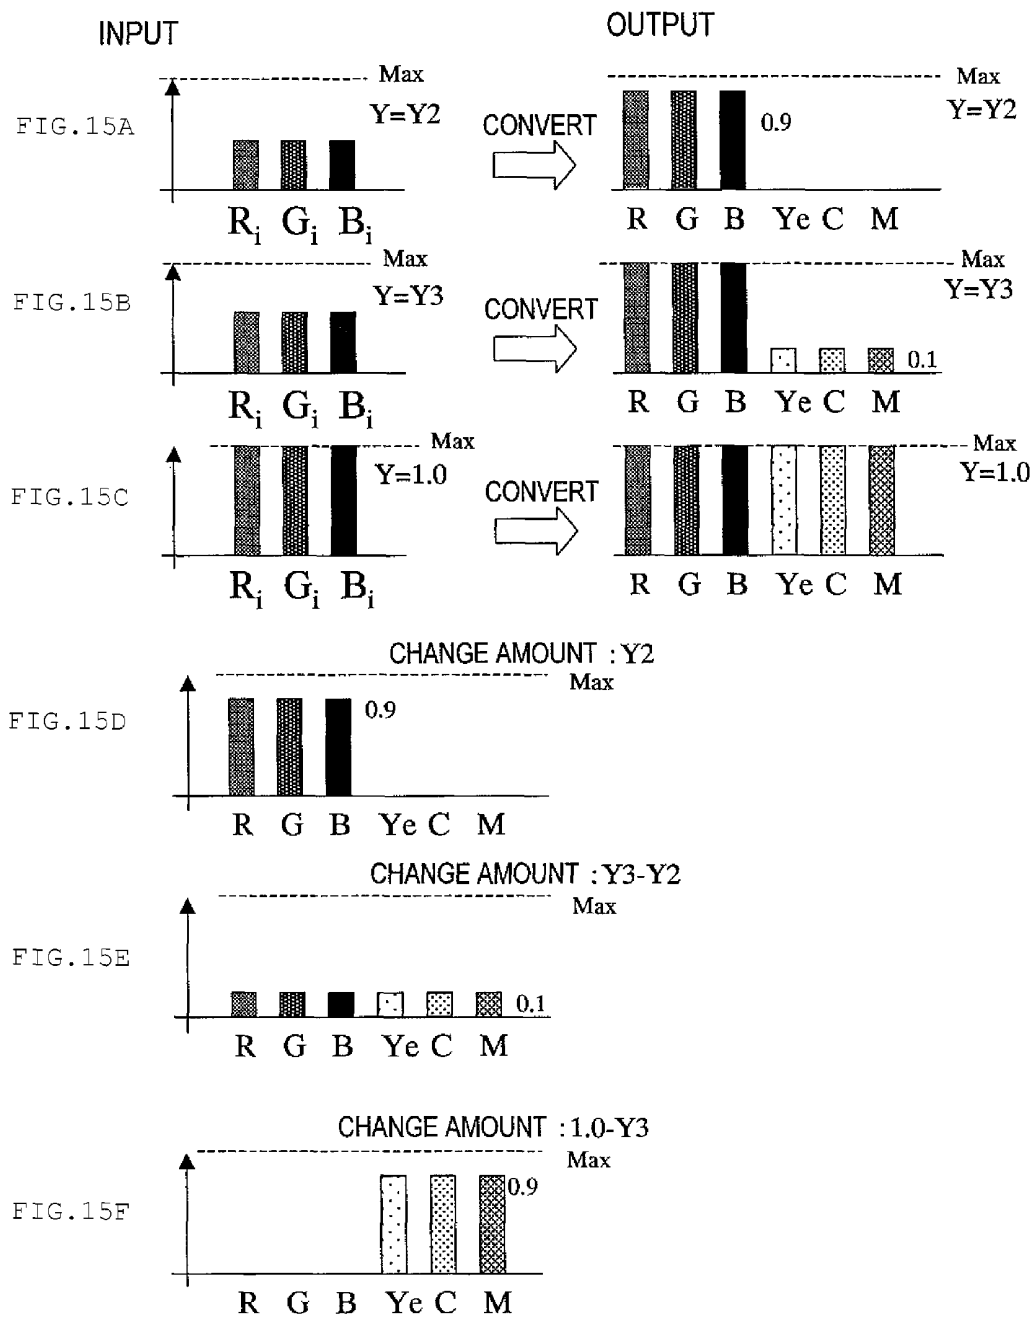 INPUT OUTPUT
FIG.15A
Max
Y=Y2
CONVERT
0.9
Max
Y=Y2
Ri Gi Bi
R G B Ye C M
FIG.15B
Max
Y=Y3
CONVERT
Max
Y=Y3
0.1
Ri Gi Bi
R G B Ye C M
FIG.15C
Max
Y=1.0
CONVERT
Max
Y=1.0
Ri Gi Bi
R G B Ye C M
CHANGE AMOUNT : Y2
Max
FIG.15D
0.9
R G B Ye C M
CHANGE AMOUNT : Y3-Y2
Max
FIG.15E
0.1
R G B Ye C M
CHANGE AMOUNT : 1.0-Y3
Max
FIG.15F
0.9
R G B Ye C M